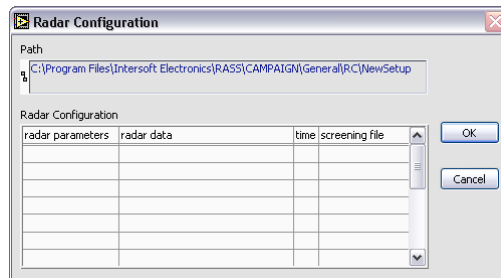 Radar Configuration
Path
C:\Program Files\Intersoft Electronics\RASS\CAMPAIGN\General\RC\NewSetup
Radar Configuration
radar parameters radar data time screening file
OK
Cancel